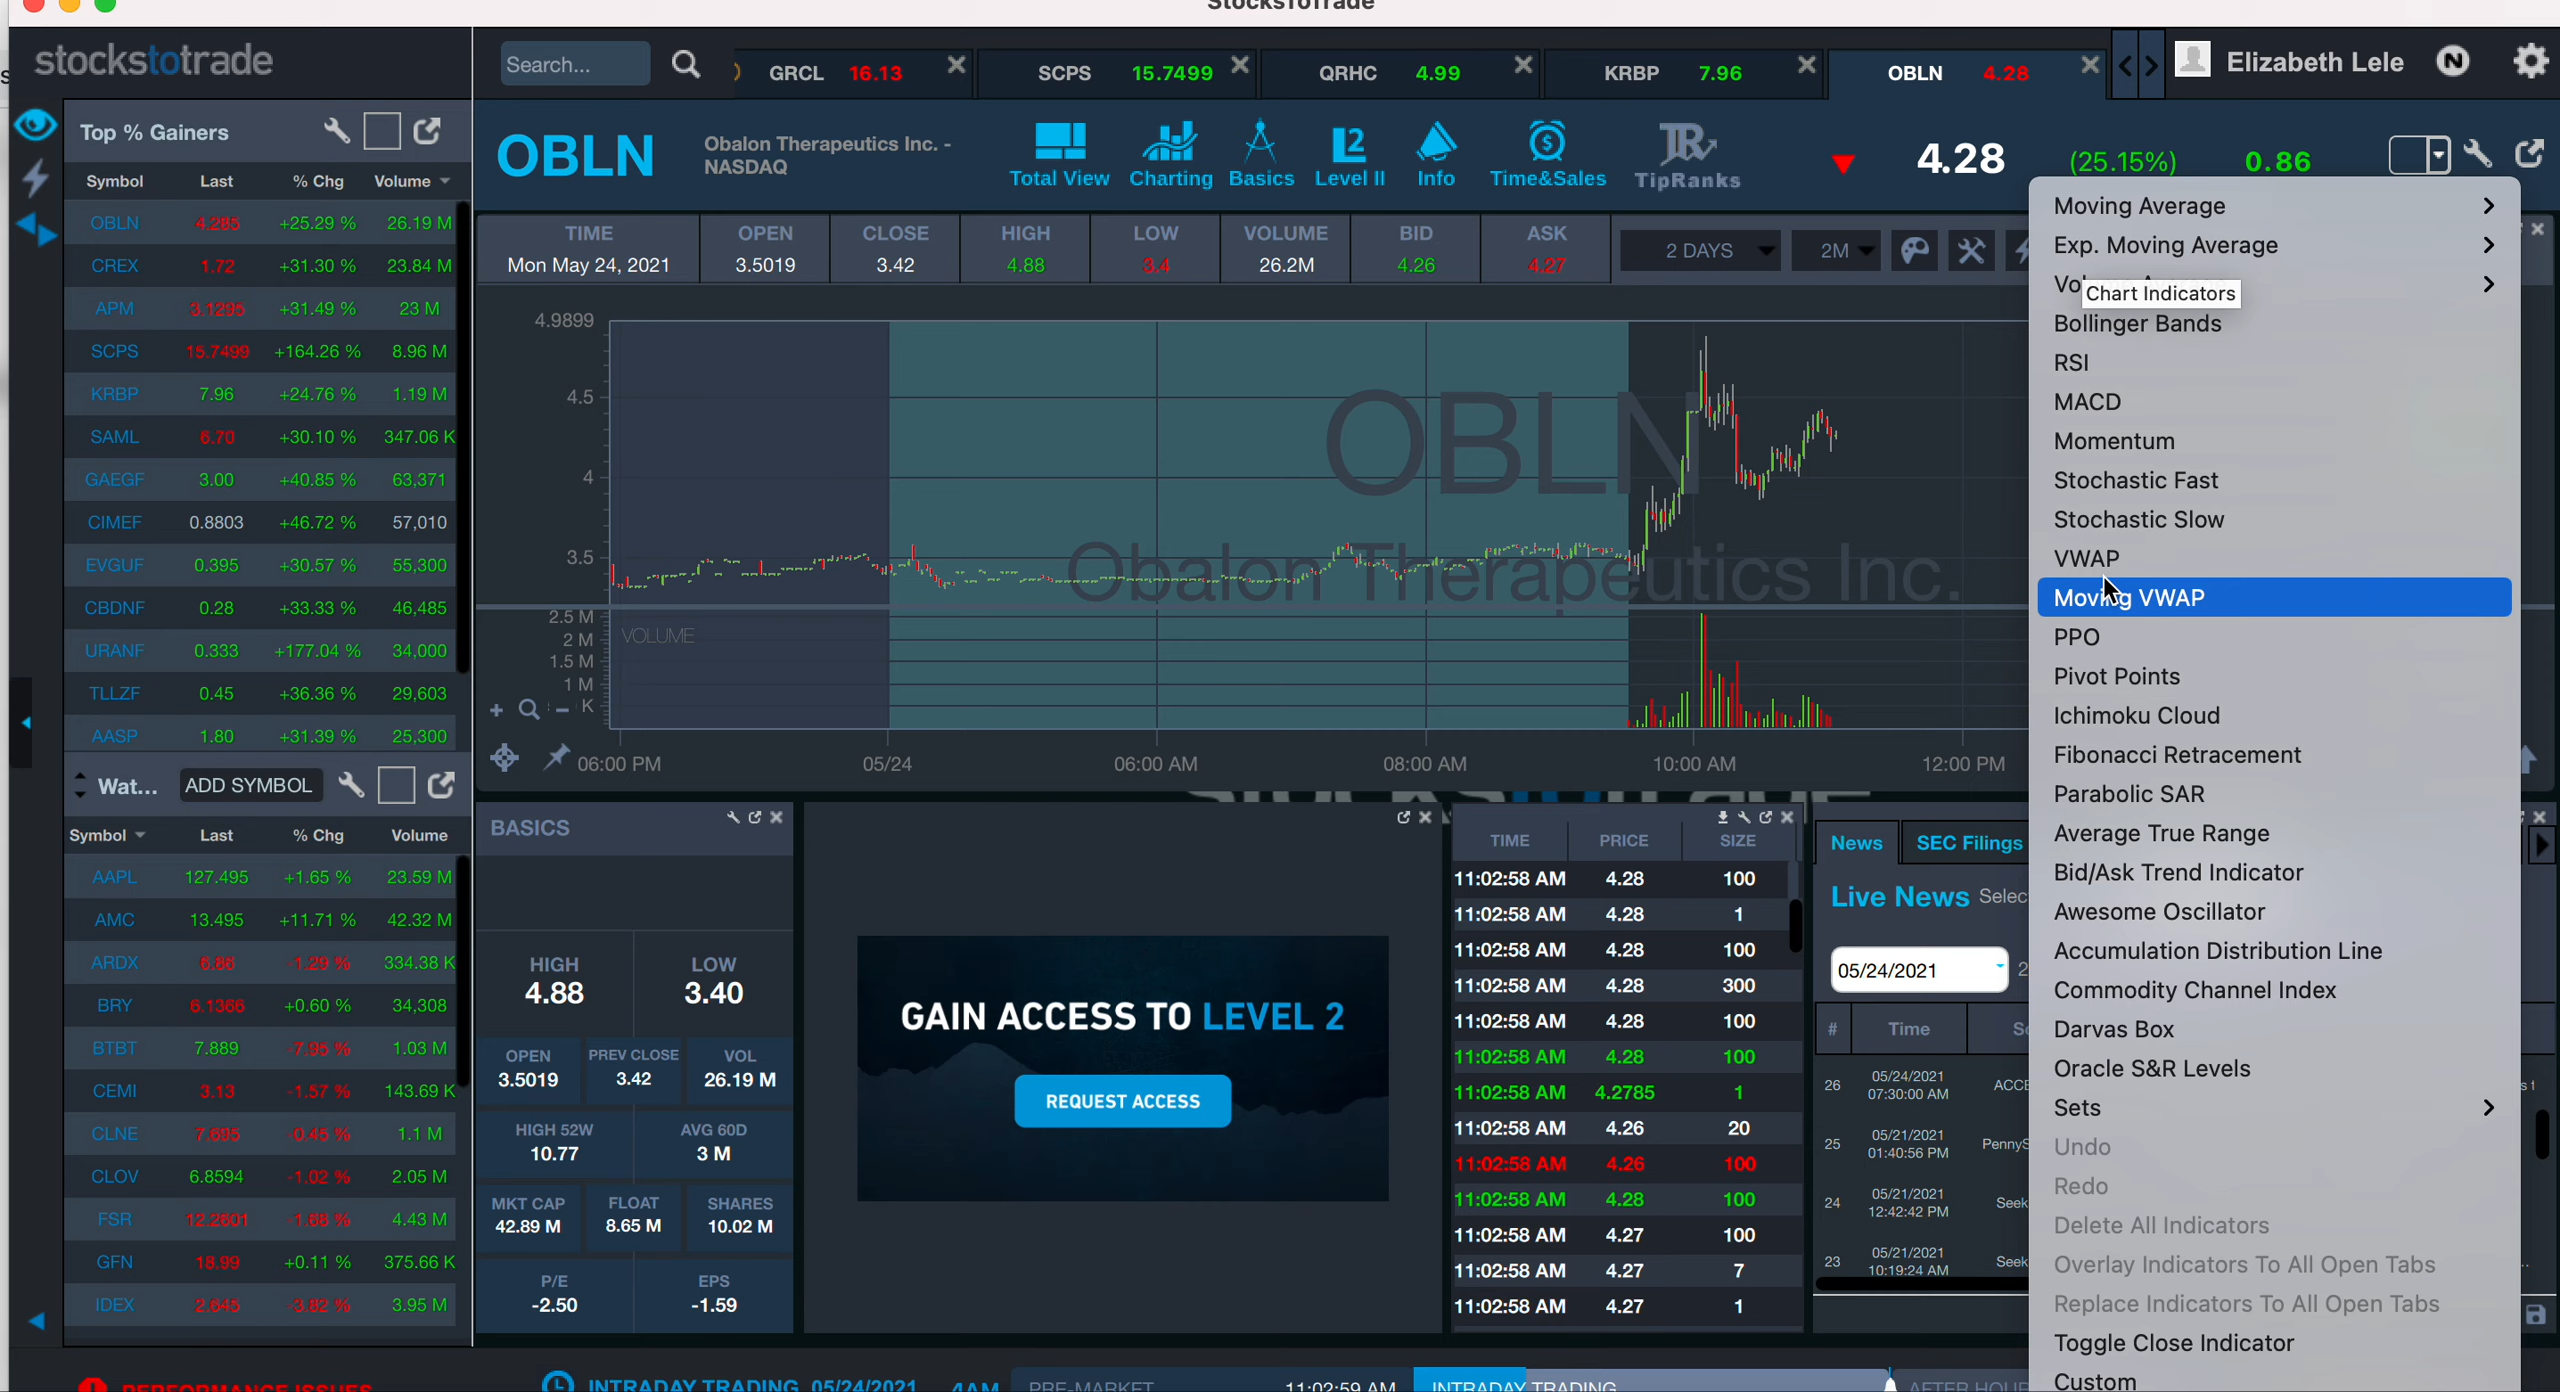 StocksToTrade
stockstotrade
Search...
GRCL 16.13
SCPS 15.7499
QRHC 4.99
KRBP 7.96
OBLN 4.28
Elizabeth Lele
N
Top % Gainers
Symbol Last % Chg Volume
OBLN 4.285 +25.29 % 26.19 M
CREX 1.72 +31.30 % 23.84 M
APM 3.1295 +31.49 % 23 M
SCPS 15.7499 +164.26 % 8.96 M
KRBP 7.96 +24.76 % 1.19 M
SAML 6.70 +30.10 % 347.06 K
GAEGF 3.00 +40.85 % 63,371
CIMEF 0.8803 +46.72 % 57,010
EVGUF 0.395 +30.57 % 55,300
CBDNF 0.28 +33.33 % 46,485
URANF 0.333 +177.04 % 34,000
TLLZF 0.45 +36.36 % 29,603
AASP 1.80 +31.39 % 25,300
Wat... ADD SYMBOL
Symbol Last % Chg Volume
AAPL 127.495 +1.65 % 23.59 M
AMC 13.495 +11.71 % 42.32 M
ARDX 6.86 -1.29 % 334.38 K
BRY 6.1366 +0.60 % 34,308
BTBT 7.889 -7.95 % 1.03 M
CEMI 3.13 -1.57 % 143.69 K
CLNE 7.695 -0.45 % 1.1 M
CLOV 6.8594 -1.02 % 2.05 M
FSR 12.2601 -1.68 % 4.43 M
GFN 18.99 +0.11 % 375.66 K
IDEX 2.645 -3.82 % 3.95 M
OBLN
Obalon Therapeutics Inc. -
NASDAQ
Total View
Charting
Basics
L2
Level II
Info
Time&Sales
TR
TipRanks
4.28 (25.15%) 0.86
TIME OPEN CLOSE HIGH LOW VOLUME BID ASK
Mon May 24, 2021 3.5019 3.42 4.88 3.4 26.2M 4.26 4.27
2 DAYS 2M
4.9899
4.5
4
3.5
OBLN
Obalon Therapeutics Inc.
2.5 M
2 M
1.5 M
1 M
K
VOLUME
06:00 PM 05/24 06:00 AM 08:00 AM 10:00 AM 12:00 PM
BASICS
HIGH LOW
4.88 3.40
OPEN PREV CLOSE VOL
3.5019 3.42 26.19 M
HIGH 52W AVG 60D
10.77 3 M
MKT CAP FLOAT SHARES
42.89 M 8.65 M 10.02 M
P/E EPS
-2.50 -1.59
GAIN ACCESS TO LEVEL 2
REQUEST ACCESS
TIME PRICE SIZE
11:02:58 AM 4.28 100
11:02:58 AM 4.28 1
11:02:58 AM 4.28 100
11:02:58 AM 4.28 300
11:02:58 AM 4.28 100
11:02:58 AM 4.28 100
11:02:58 AM 4.2785 1
11:02:58 AM 4.26 20
11:02:58 AM 4.26 100
11:02:58 AM 4.28 100
11:02:58 AM 4.27 100
11:02:58 AM 4.27 7
11:02:58 AM 4.27 1
News SEC Filings
Live News Selec
05/24/2021
2
# Time
26 05/24/2021 07:30:00 AM ACCE
25 05/21/2021 01:40:56 PM PennyS
24 05/21/2021 12:42:42 PM Seek
23 05/21/2021 10:19:24 AM Seek
Moving Average
Exp. Moving Average
Vo
Chart Indicators
Bollinger Bands
RSI
MACD
Momentum
Stochastic Fast
Stochastic Slow
VWAP
Moving VWAP
PPO
Pivot Points
Ichimoku Cloud
Fibonacci Retracement
Parabolic SAR
Average True Range
Bid/Ask Trend Indicator
Awesome Oscillator
Accumulation Distribution Line
Commodity Channel Index
Darvas Box
Oracle S&R Levels
Sets
Undo
Redo
Delete All Indicators
Overlay Indicators To All Open Tabs
Replace Indicators To All Open Tabs
Toggle Close Indicator
Custom
PERFORMANCE ISSUES
INTRADAY TRADING 05/24/2021 4AM PRE-MARKET 11:02:59 AM INTRADAY TRADING AFTER HOUR